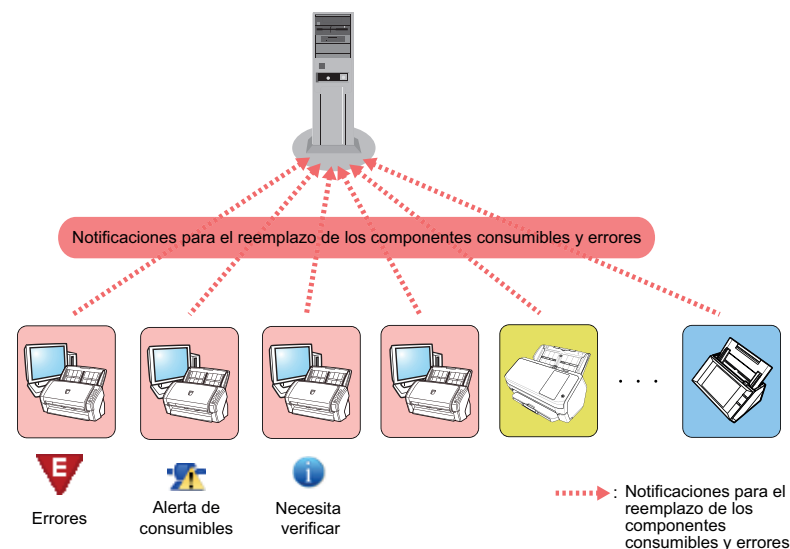 Notificaciones para el reemplazo de los componentes consumibles y errores
. . .
E
i
Errores
Alerta de
consumibles
Necesita
verificar
: Notificaciones para el
reemplazo de los
componentes
consumibles y errores